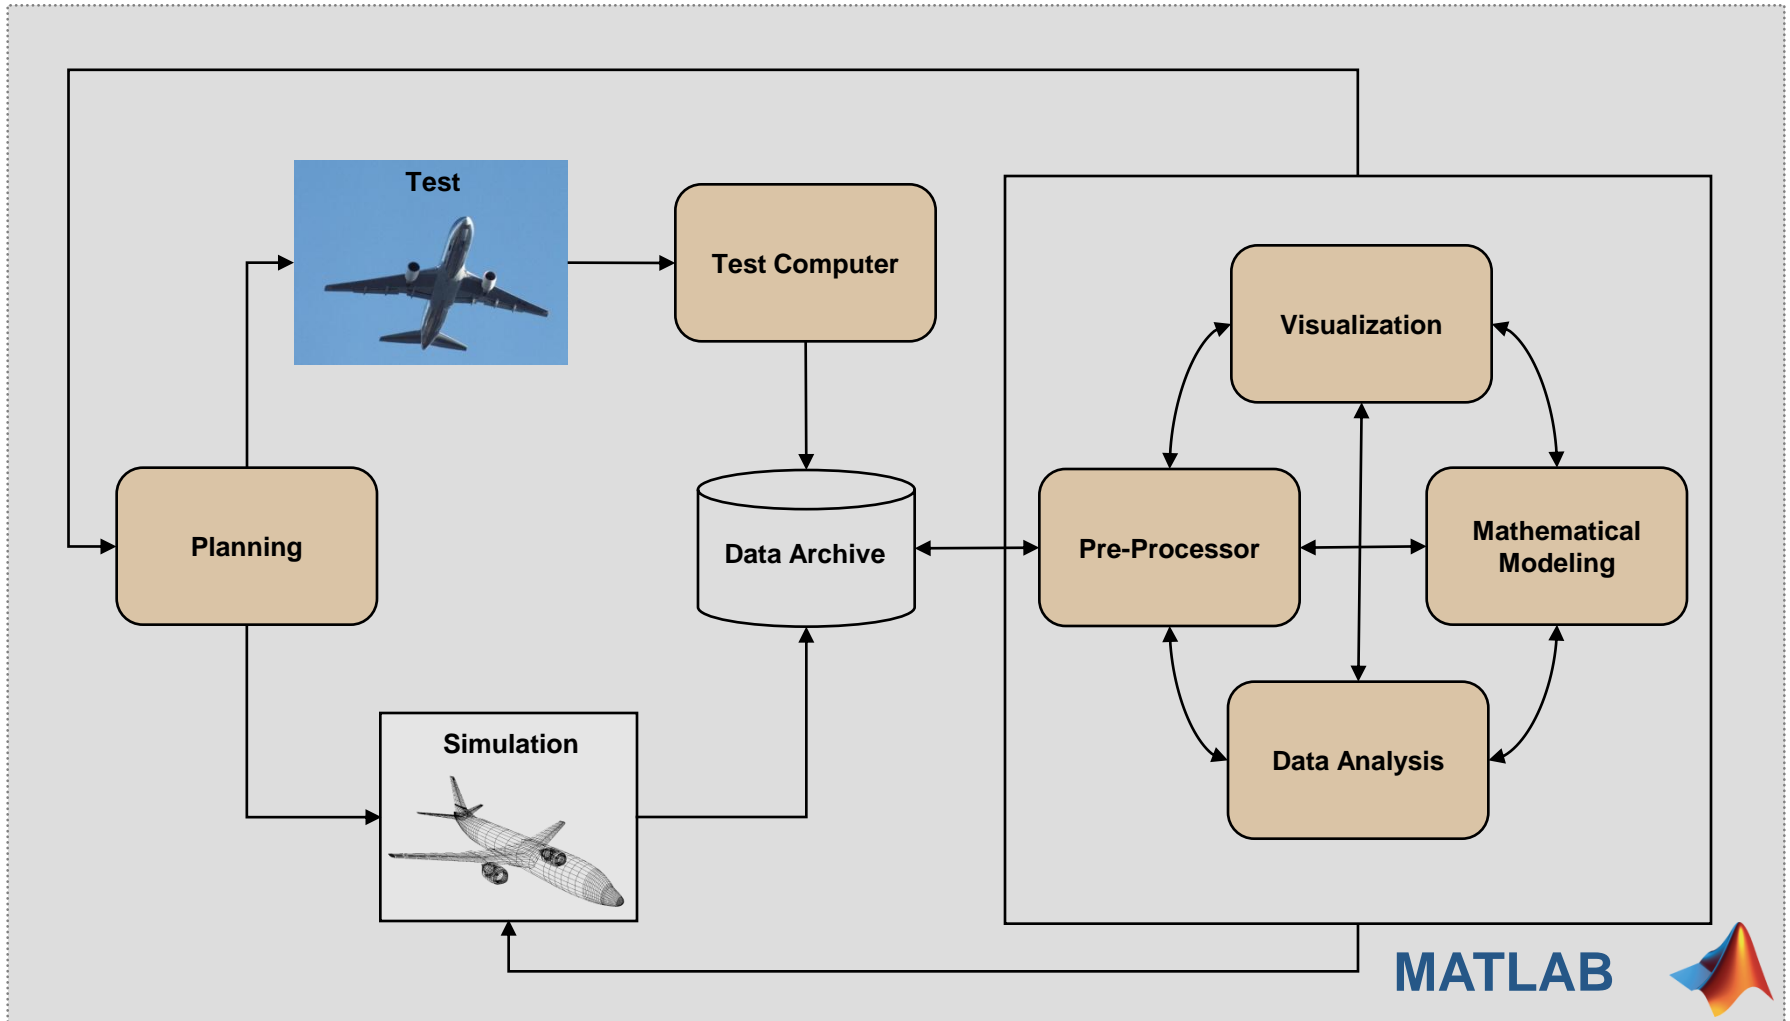 Test
Test Computer
Visualization
Planning
Data Archive
Pre-Processor
Mathematical
Modeling
Simulation
Data Analysis
MATLAB